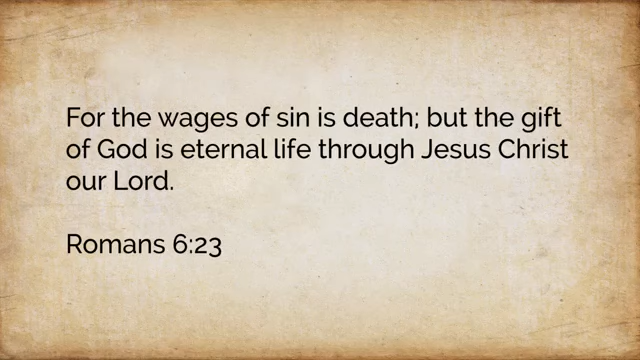 For the wages of sin is death; but the gift
of God is eternal life through Jesus Christ
our Lord.
Romans 6:23